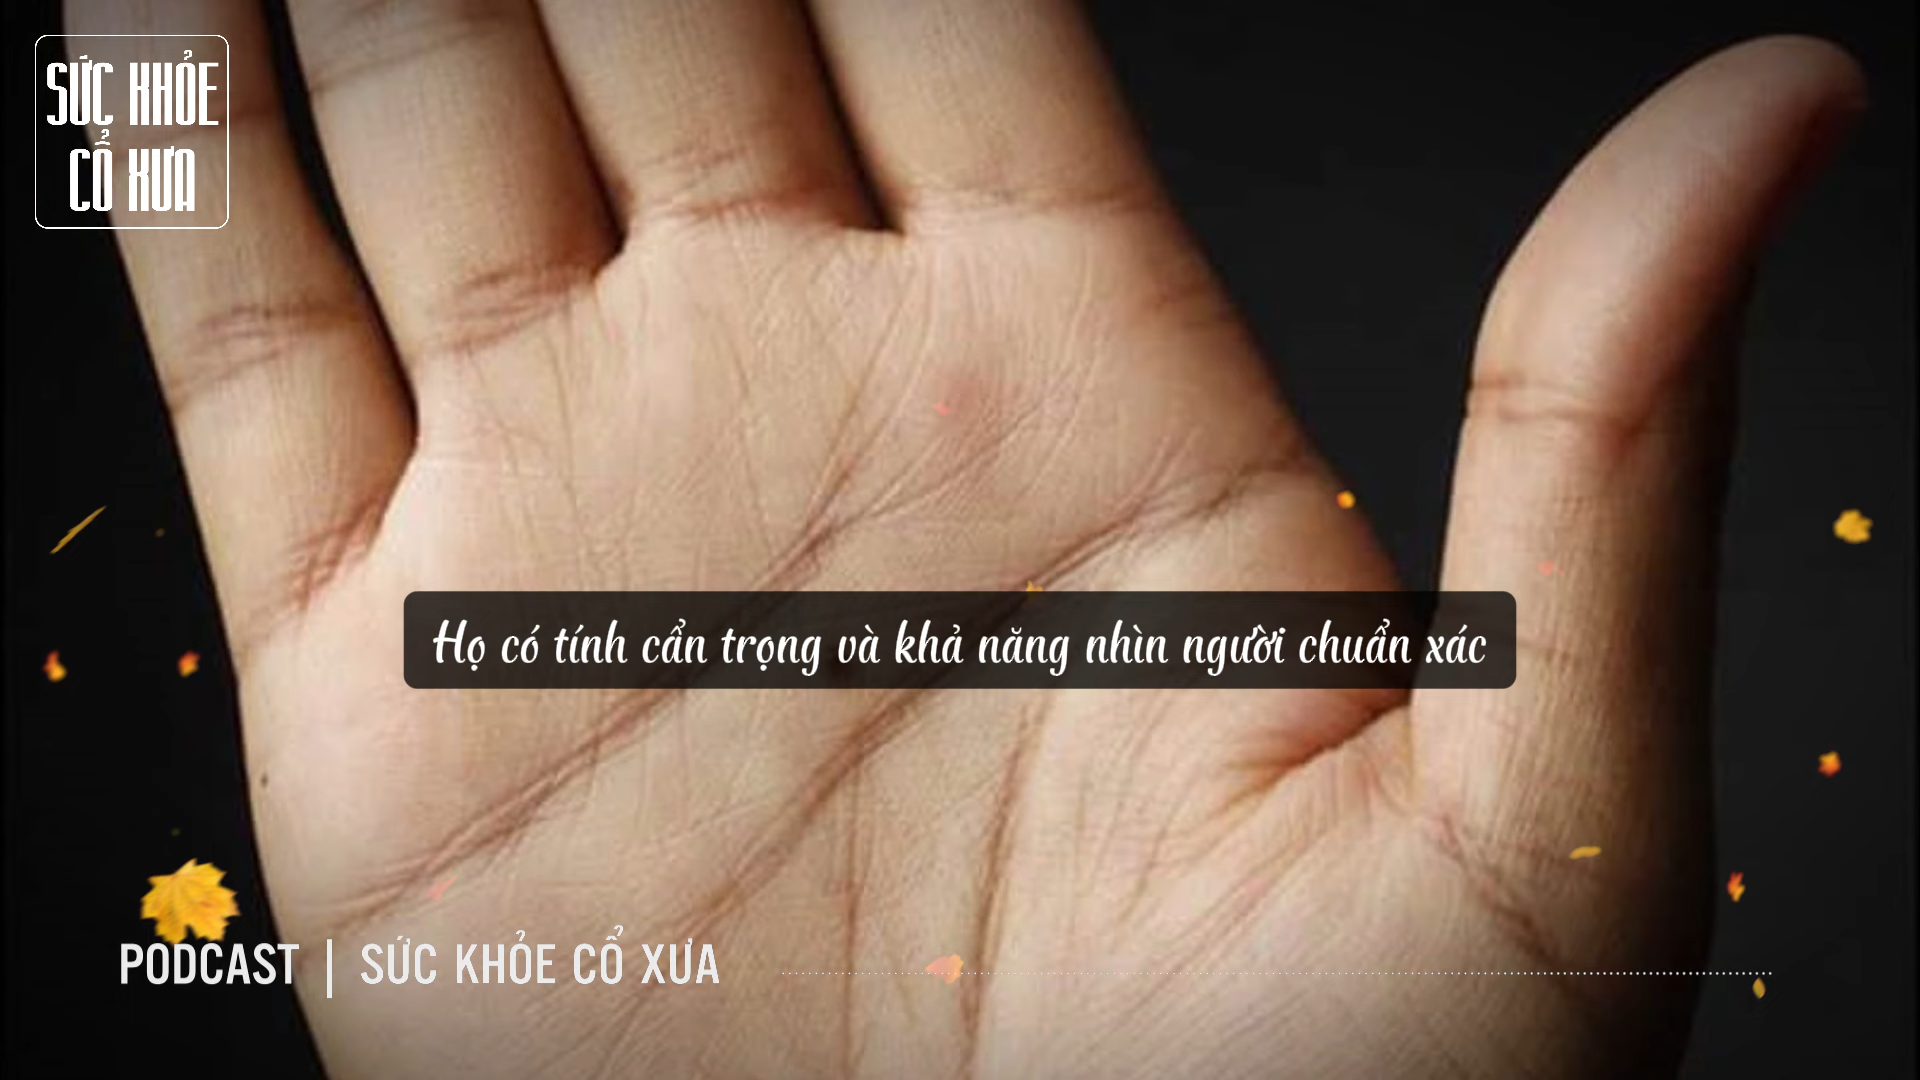 SỨC KHỎE
CỔ XƯA
Họ có tính cẩn trọng và khả năng nhìn người chuẩn xác
PODCAST | SỨC KHỎE CỔ XƯA